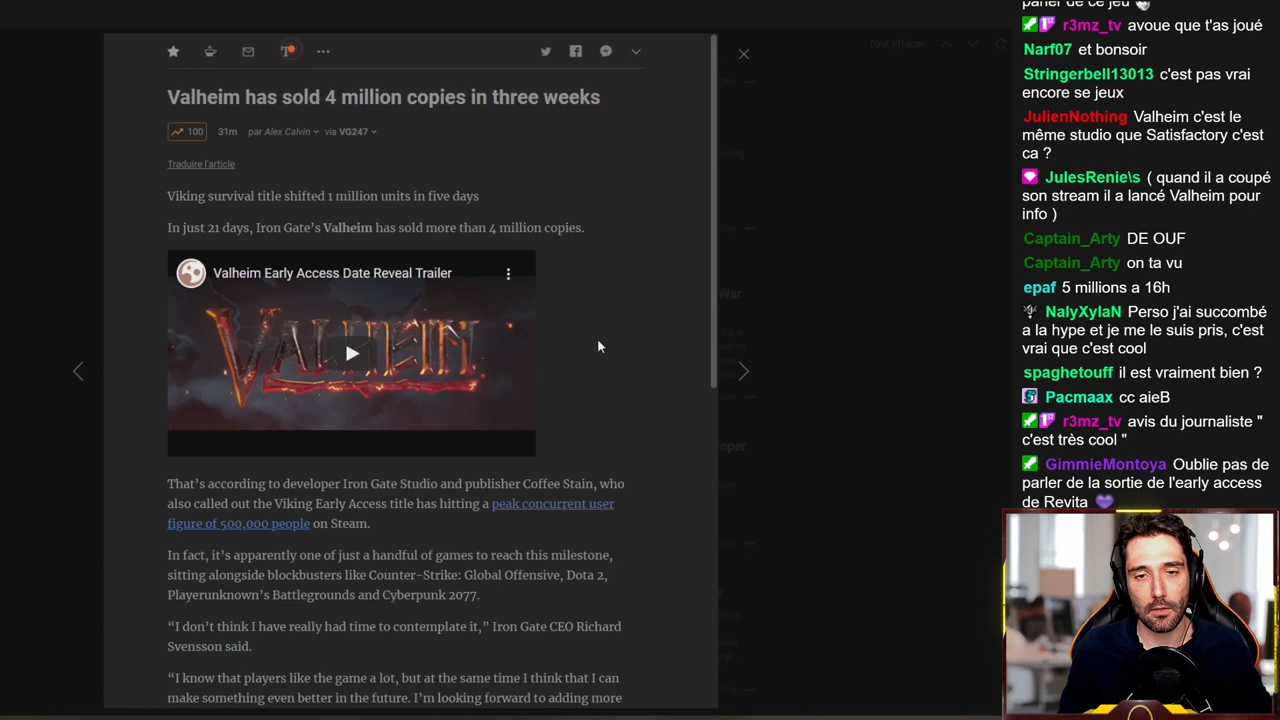 Tout effacer
Valheim has sold 4 million copies in three weeks
100 31m par Alex Calvin via VG247
Traduire l'article
Viking survival title shifted 1 million units in five days
In just 21 days, Iron Gate's Valheim has sold more than 4 million copies.
Valheim Early Access Date Reveal Trailer
VALHEIM
That's according to developer Iron Gate Studio and publisher Coffee Stain, who
also called out the Viking Early Access title has hitting a peak concurrent user
figure of 500,000 people on Steam.
In fact, it's apparently one of just a handful of games to reach this milestone,
sitting alongside blockbusters like Counter-Strike: Global Offensive, Dota 2,
Playerunknown's Battlegrounds and Cyberpunk 2077.
“I don't think I have really had time to contemplate it,” Iron Gate CEO Richard
Svensson said.
“I know that players like the game a lot, but at the same time I think that I can
make something even better in the future. I'm looking forward to adding more
War
oper
parler de ce jeu
r3mz_tv avoue que t'as joué
Narf07 et bonsoir
Stringerbell13013 c'est pas vrai
encore se jeux
JulienNothing Valheim c'est le
même studio que Satisfactory c'est
ca ?
JulesRenie\s ( quand il a coupé
son stream il a lancé Valheim pour
info )
Captain_Arty DE OUF
Captain_Arty on ta vu
epaf 5 millions a 16h
NalyXylaN Perso j'ai succombé
a la hype et je me le suis pris, c'est
vrai que c'est cool
spaghetouff il est vraiment bien ?
Pacmaax cc aieB
r3mz_tv avis du journaliste "
c'est très cool "
GimmieMontoya Oublie pas de
parler de la sortie de l'early access
de Revita